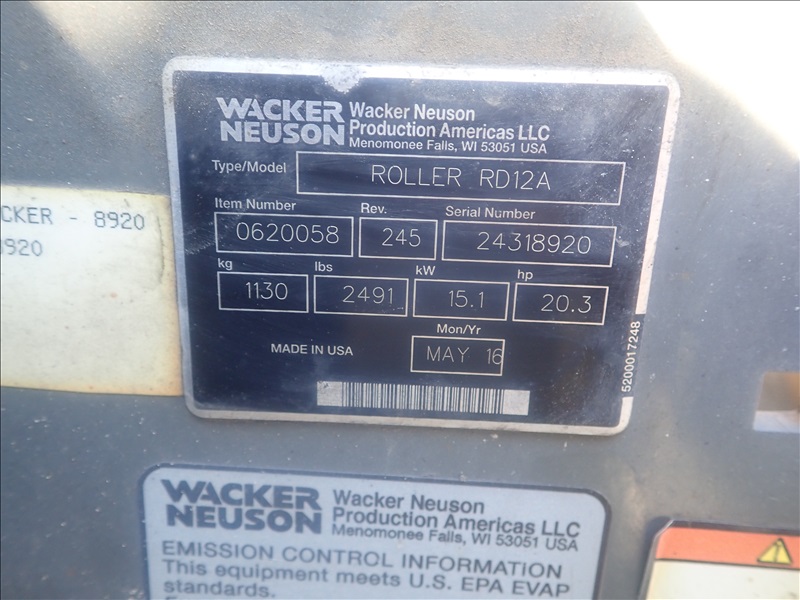 WACKER NEUSON
Wacker Neuson
Production Americas LLC
Menomonee Falls, WI 53051 USA
Type/Model ROLLER RD12A
Item Number Rev. Serial Number
0620058 245 24318920
kg lbs kW hp
1130 2491 15.1 20.3
Mon/Yr
MADE IN USA MAY 16
5200017248
CKER - 8920
8920
WACKER NEUSON
Wacker Neuson
Production Americas LLC
Menomonee Falls, WI 53051 USA
EMISSION CONTROL INFORMATION
This equipment meets U.S. EPA EVAP
standards.